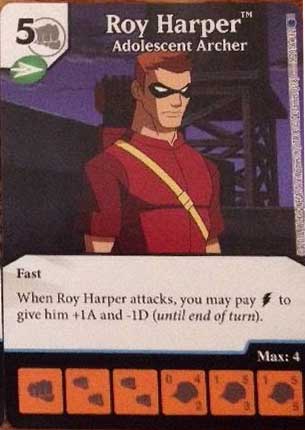 5
Roy Harper™
Adolescent Archer
Fast
When Roy Harper attacks, you may pay to
give him +1A and -1D (until end of turn).
Max: 4